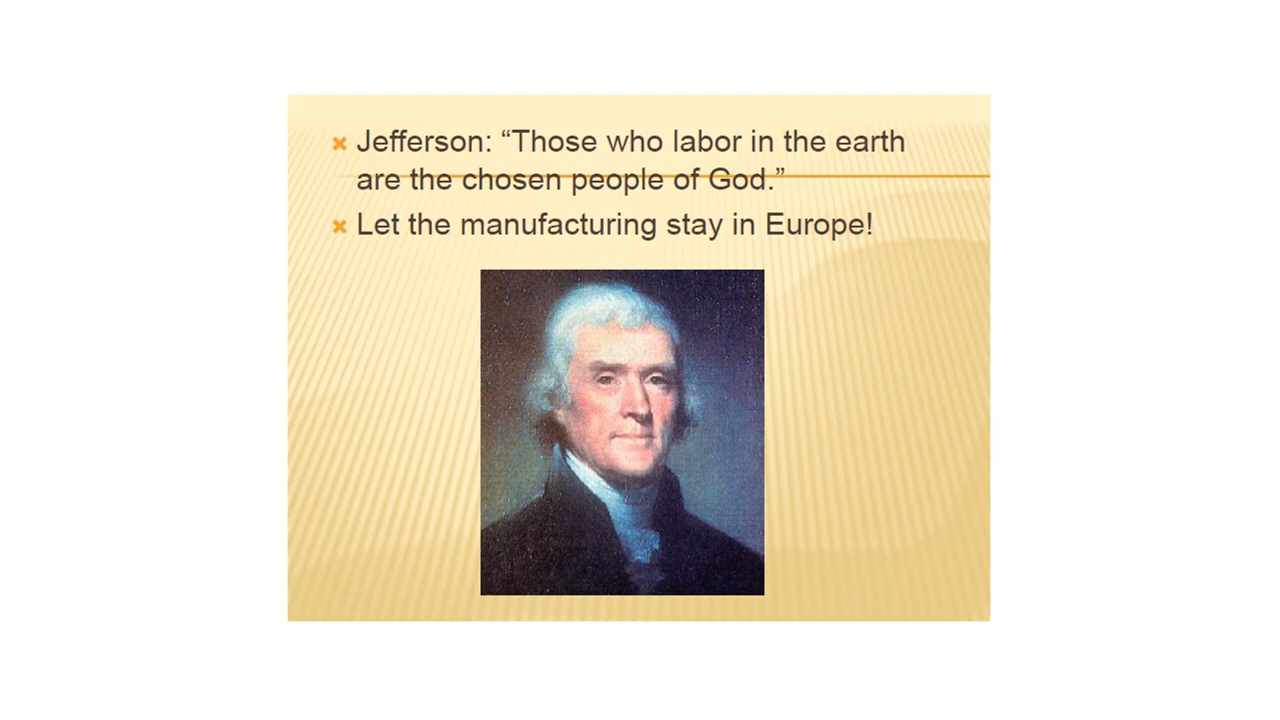 Jefferson: “Those who labor in the earth
are the chosen people of God.”
Let the manufacturing stay in Europe!